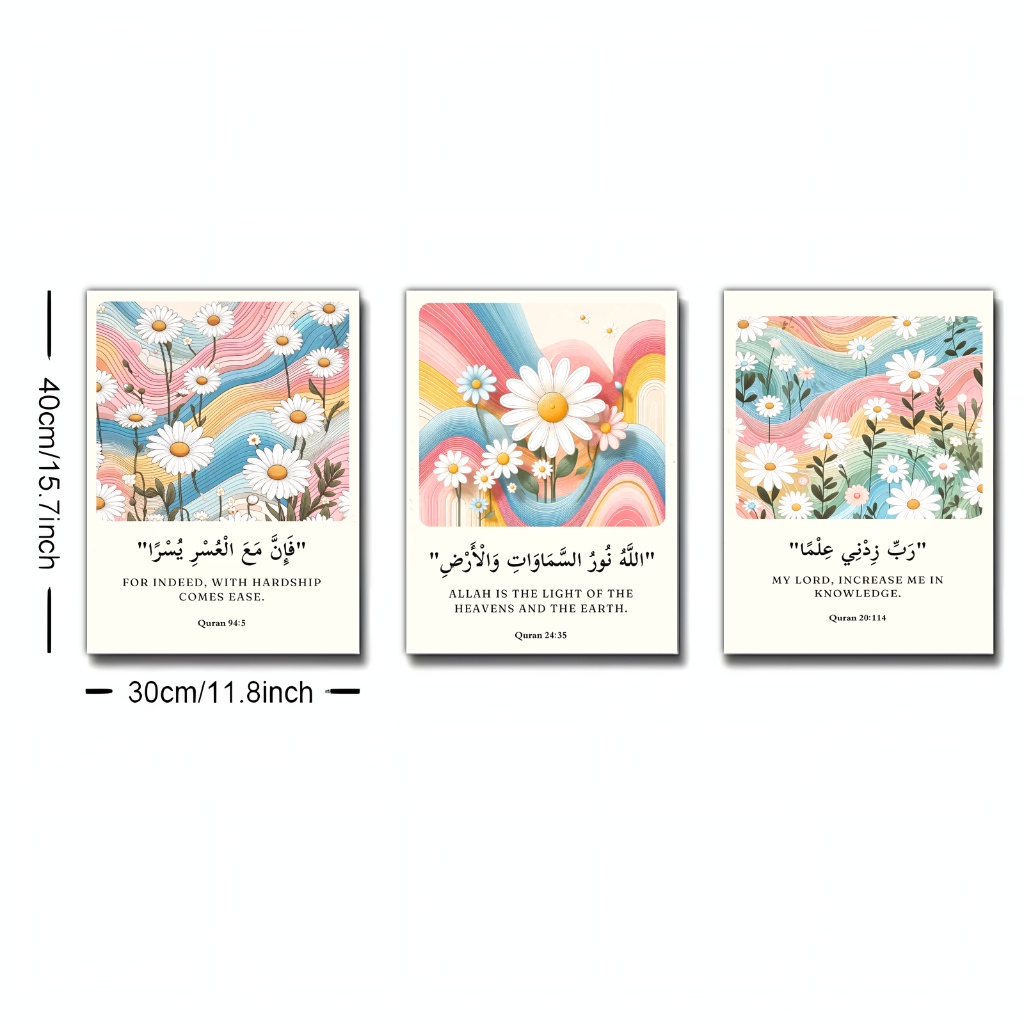 40cm/15.7inch
"فَإِنَّ مَعَ الْعُسْرِ يُسْرًا"
FOR INDEED, WITH HARDSHIP
COMES EASE.
Quran 94:5
30cm/11.8inch
"اللَّهُ نُورُ السَّمَاوَاتِ وَالْأَرْضِ"
ALLAH IS THE LIGHT OF THE
HEAVENS AND THE EARTH.
Quran 24:35
"رَبِّ زِدْنِي عِلْمًا"
MY LORD, INCREASE ME IN
KNOWLEDGE.
Quran 20:114